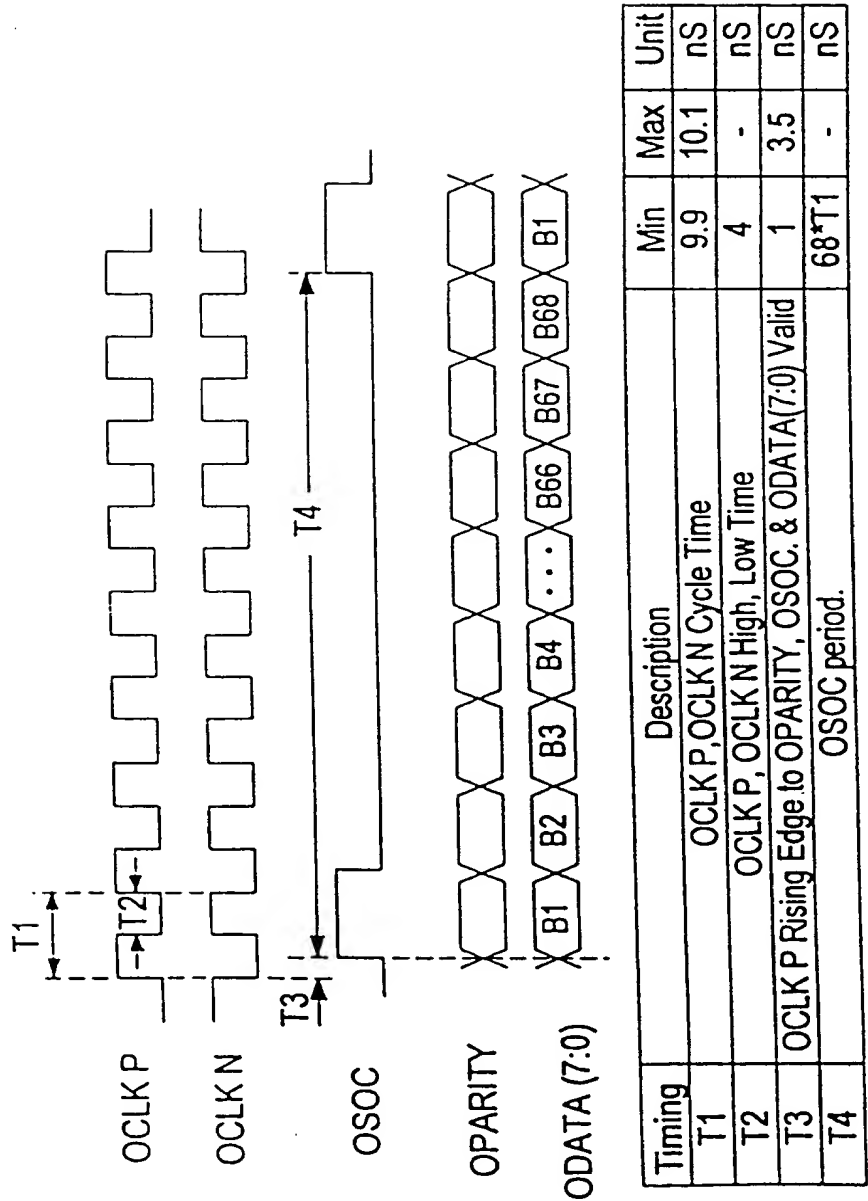 T1
OCLK P
T2
OCLK N
T3
OSOC
T4
OPARITY
ODATA (7:0)
B1 B2 B3 B4 ... B66 B67 B68 B1
Timing Description Min Max Unit
T1 OCLK P,OCLK N Cycle Time 9.9 10.1 nS
T2 OCLK P, OCLK N High, Low Time 4 - nS
T3 OCLK P Rising Edge to OPARITY, OSOC. & ODATA(7:0) Valid 1 3.5 nS
T4 OSOC period. 68*T1 - nS